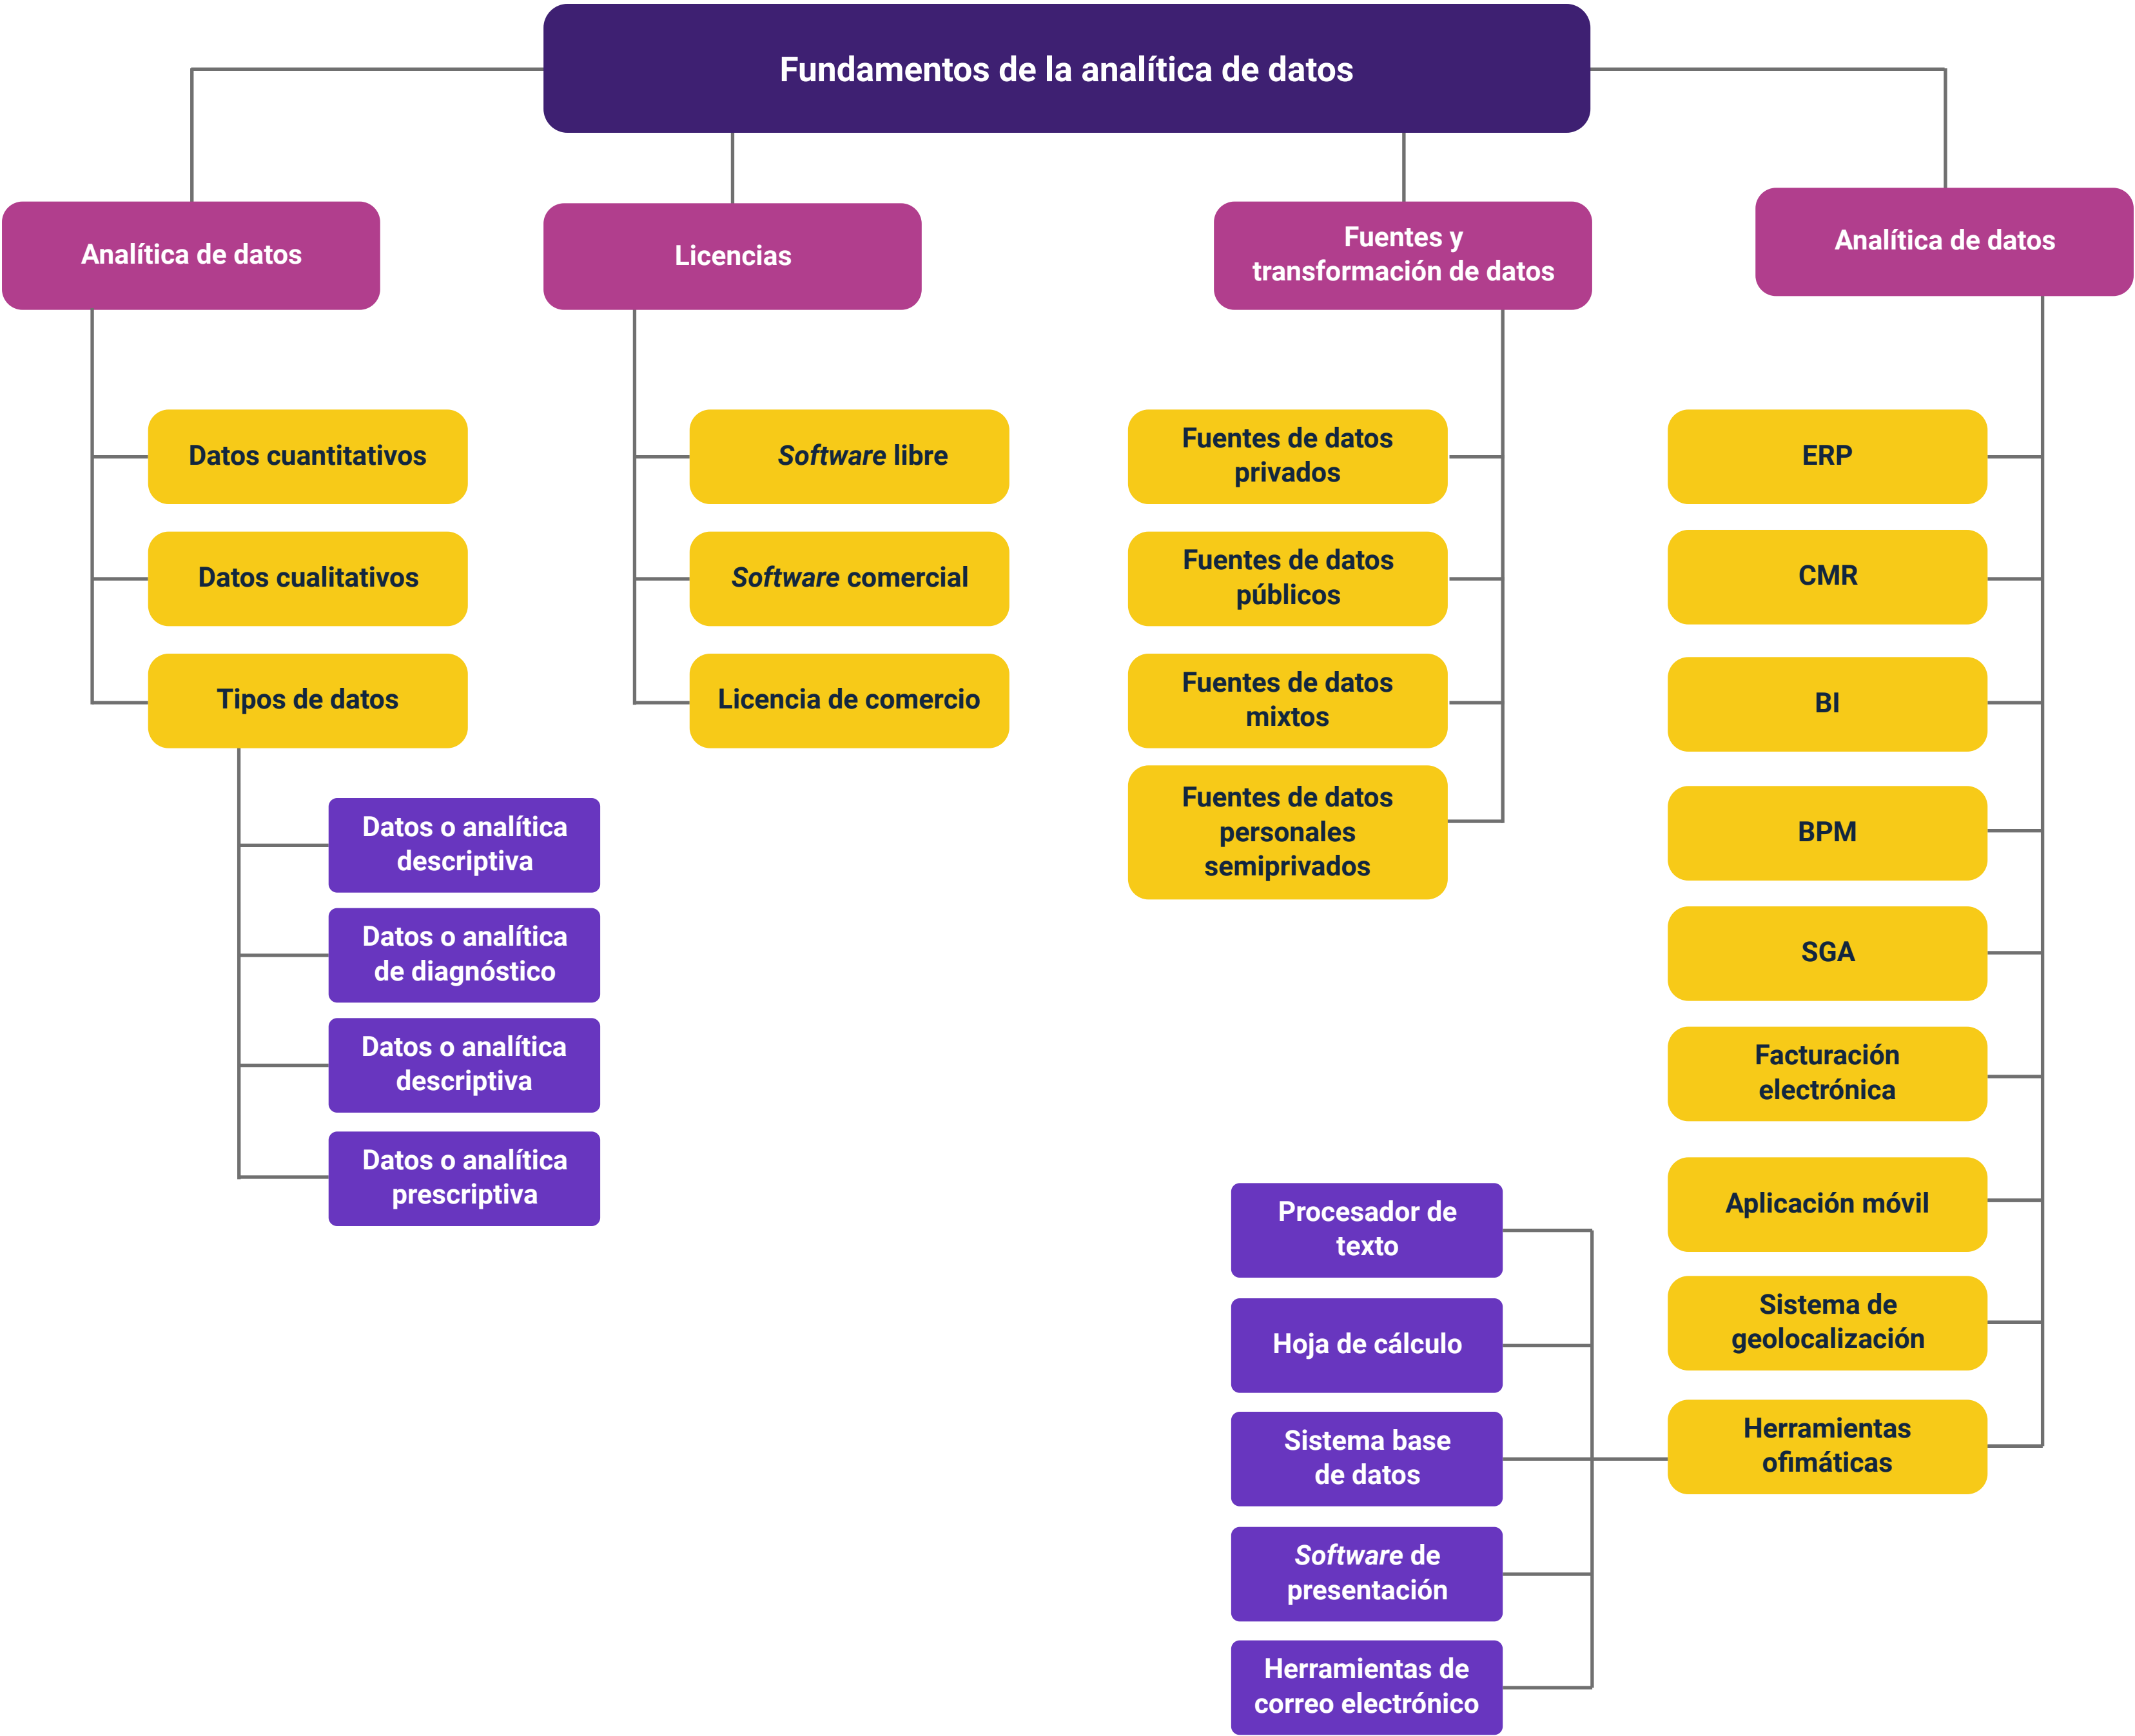 Fundamentos de la analítica de datos
Analítica de datos
Datos cuantitativos
Datos cualitativos
Tipos de datos
Datos o analítica
descriptiva
Datos o analítica
de diagnóstico
Datos o analítica
descriptiva
Datos o analítica
prescriptiva
Licencias
Software libre
Software comercial
Licencia de comercio
Fuentes y
transformación de datos
Fuentes de datos
privados
Fuentes de datos
públicos
Fuentes de datos
mixtos
Fuentes de datos
personales
semiprivados
Analítica de datos
ERP
CMR
BI
BPM
SGA
Facturación
electrónica
Aplicación móvil
Sistema de
geolocalización
Herramientas
ofimáticas
Procesador de
texto
Hoja de cálculo
Sistema base
de datos
Software de
presentación
Herramientas de
correo electrónico